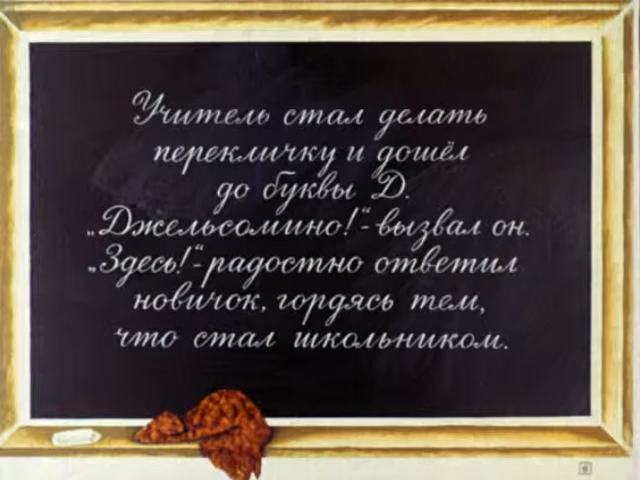 Учитель стал делать
перекличку и дошёл
до буквы Д.
„Джельсомино!“-вызвал он.
„Здесь!“-радостно ответил
новичок, гордясь тем,
что стал школьником.
6